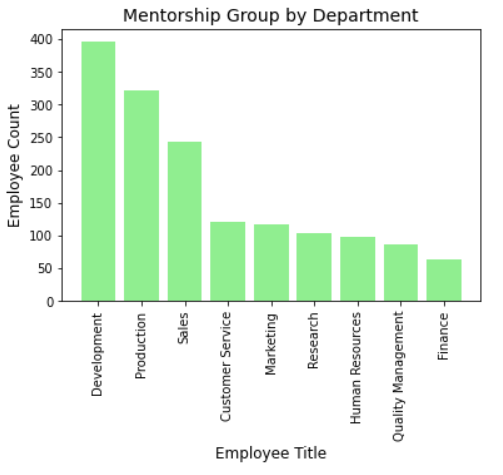 Mentorship Group by Department
Employee Count
400
350
300
250
200
150
100
50
0
Development
Production
Sales
Customer Service
Marketing
Research
Human Resources
Quality Management
Finance
Employee Title